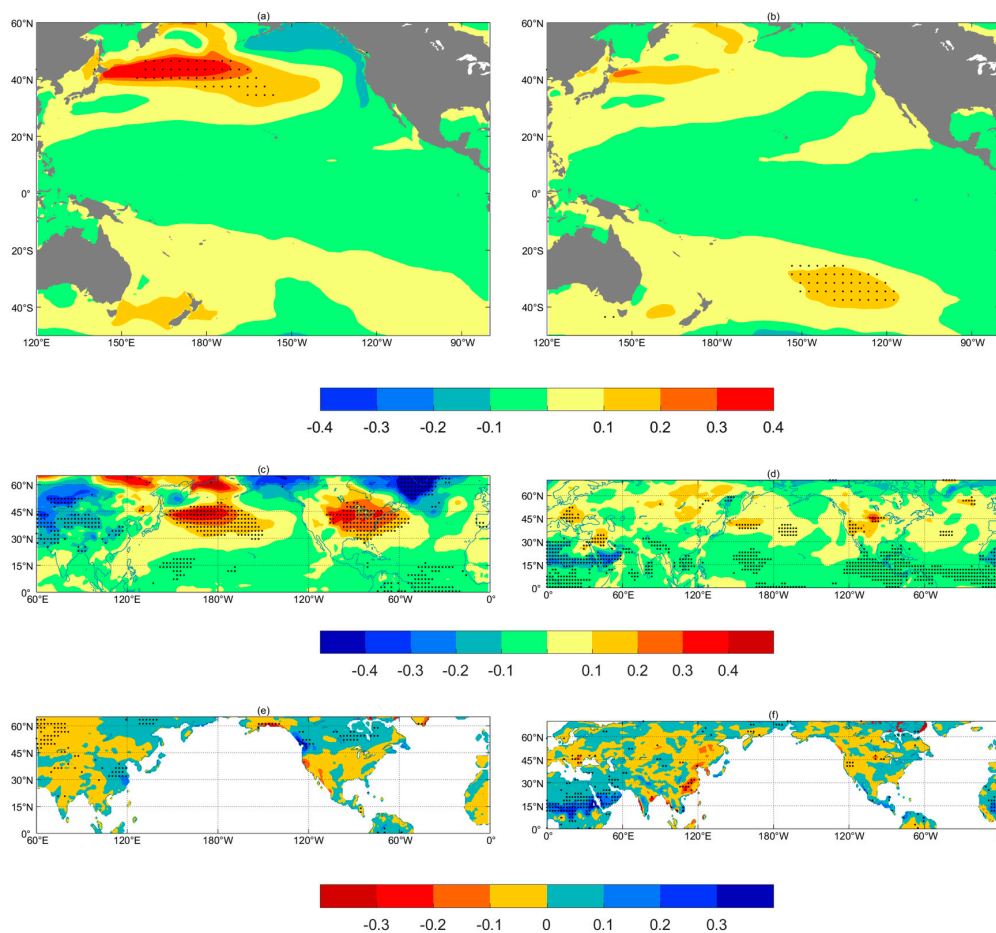 (a) (b)
60°N 60°N
40°N 40°N
20°N 20°N
0° 0°
20°S 20°S
40°S 40°S
120°E 150°E 180°W 150°W 120°W 90°W 120°E 150°E 180°W 150°W 120°W 90°W
-0.4 -0.3 -0.2 -0.1 0.1 0.2 0.3 0.4
(c) (d)
60°N 60°N
45°N 45°N
30°N 30°N
15°N 15°N
0° 0°
60°E 120°E 180°W 120°W 60°W 0° 0° 60°E 120°E 180°W 120°W 60°W
-0.4 -0.3 -0.2 -0.1 0.1 0.2 0.3 0.4
(e) (f)
60°N 60°N
45°N 45°N
30°N 30°N
15°N 15°N
0° 0°
60°E 120°E 180°W 120°W 60°W 0° 0° 60°E 120°E 180°W 120°W 60°W
-0.3 -0.2 -0.1 0 0.1 0.2 0.3